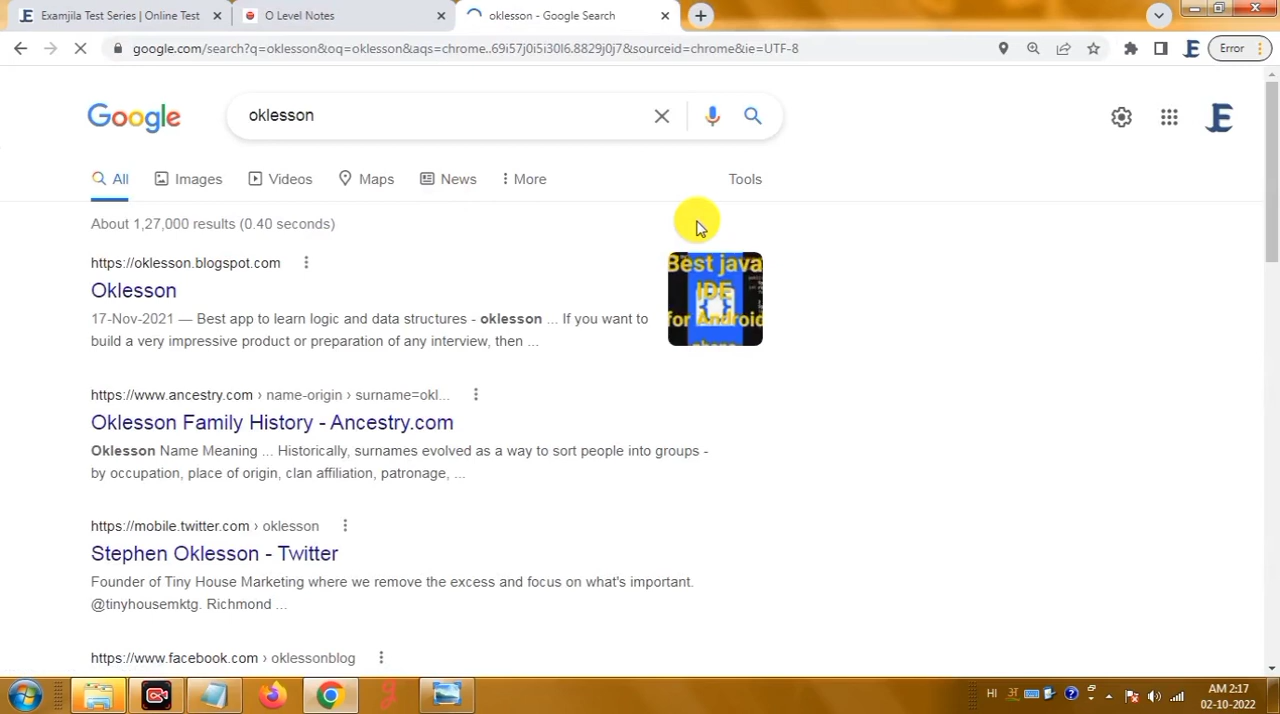 Examjila Test Series | Online Test
O Level Notes
oklesson - Google Search
google.com/search?q=oklesson&oq=oklesson&aqs=chrome..69i57j0i5i30l6.8829j0j7&sourceid=chrome&ie=UTF-8
Error
Google
oklesson
All
Images
Videos
Maps
News
More
Tools
About 1,27,000 results (0.40 seconds)
https://oklesson.blogspot.com
Oklesson
17-Nov-2021 — Best app to learn logic and data structures - oklesson ... If you want to
build a very impressive product or preparation of any interview, then ...
Best java
IDE
{}
for Android
phone
https://www.ancestry.com › name-origin › surname=okl...
Oklesson Family History - Ancestry.com
Oklesson Name Meaning ... Historically, surnames evolved as a way to sort people into groups -
by occupation, place of origin, clan affiliation, patronage, ...
https://mobile.twitter.com › oklesson
Stephen Oklesson - Twitter
Founder of Tiny House Marketing where we remove the excess and focus on what's important.
@tinyhousemktg. Richmond ...
https://www.facebook.com › oklessonblog
HI
AM 2:17
02-10-2022